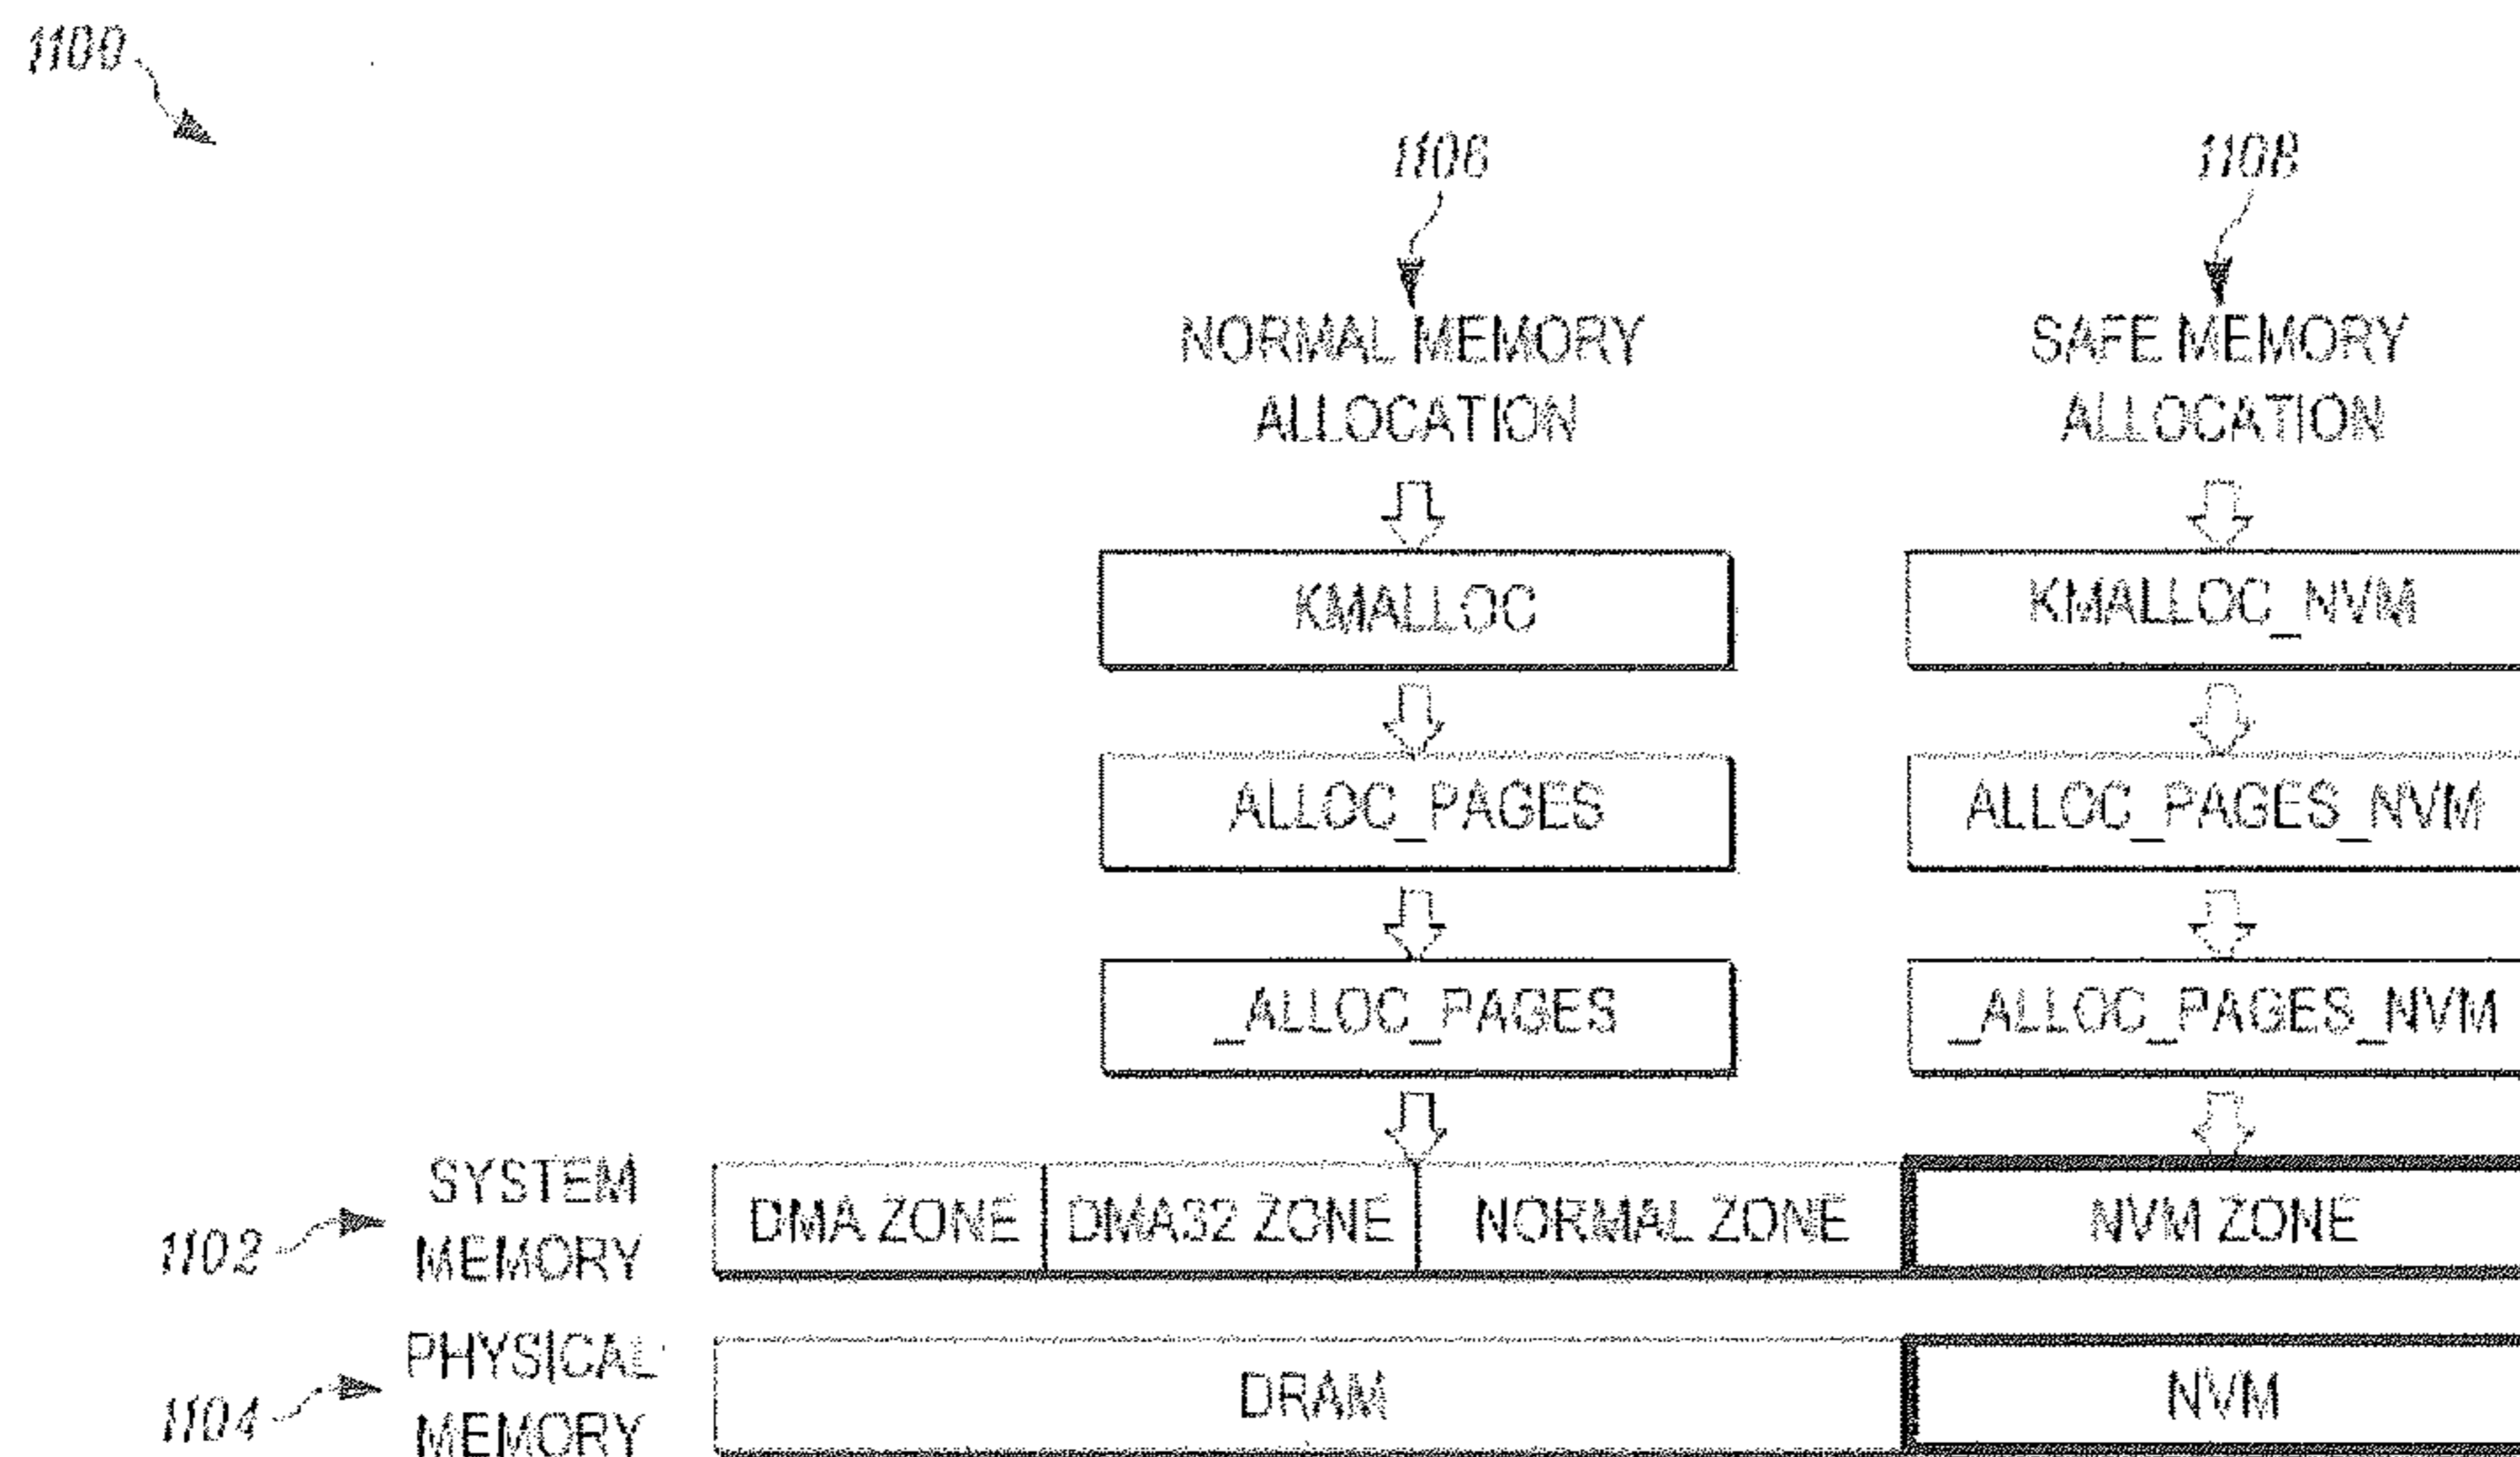 1100
1106
1108
NORMAL MEMORY
ALLOCATION
SAFE MEMORY
ALLOCATION
KMALLOC
KMALLOC_NVM
ALLOC_PAGES
ALLOC_PAGES_NVM
_ALLOC_PAGES
_ALLOC_PAGES_NVM
SYSTEM
MEMORY
1102
DMA ZONE
DMA32 ZONE
NORMAL ZONE
NVM ZONE
PHYSICAL
MEMORY
1104
DRAM
NVM